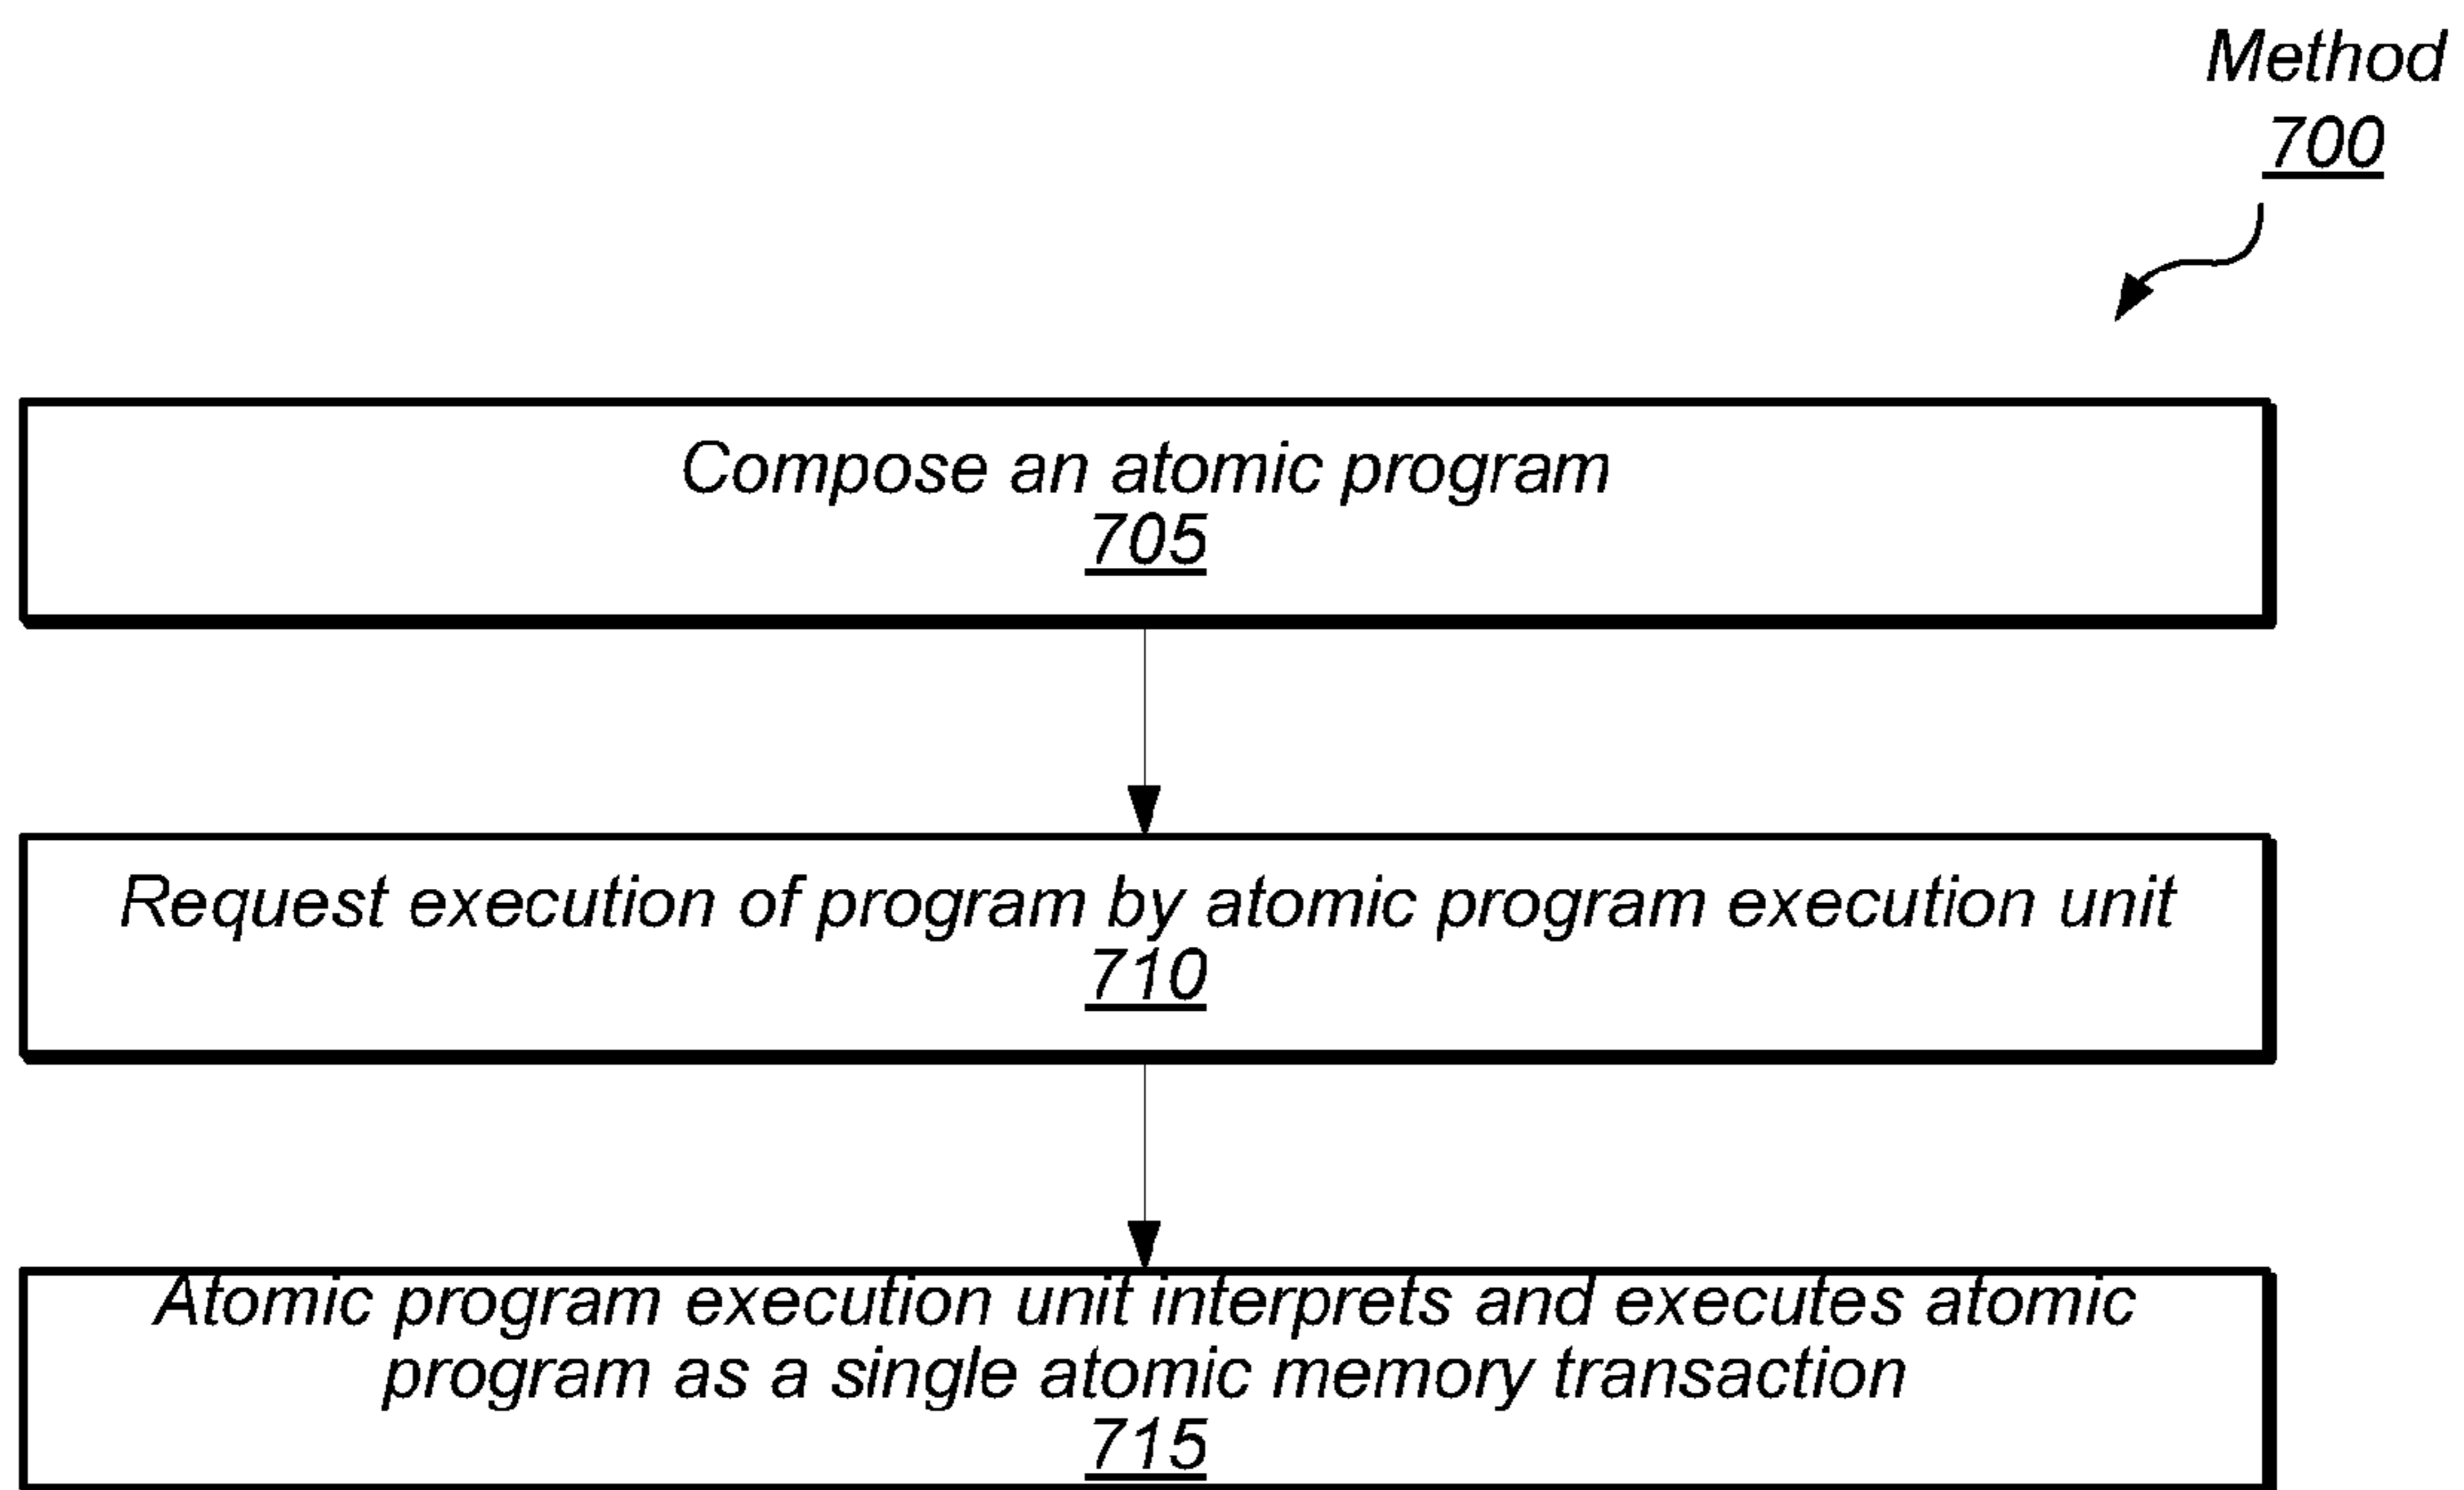 Method
700
Compose an atomic program
705
Request execution of program by atomic program execution unit
710
Atomic program execution unit interprets and executes atomic
program as a single atomic memory transaction
715